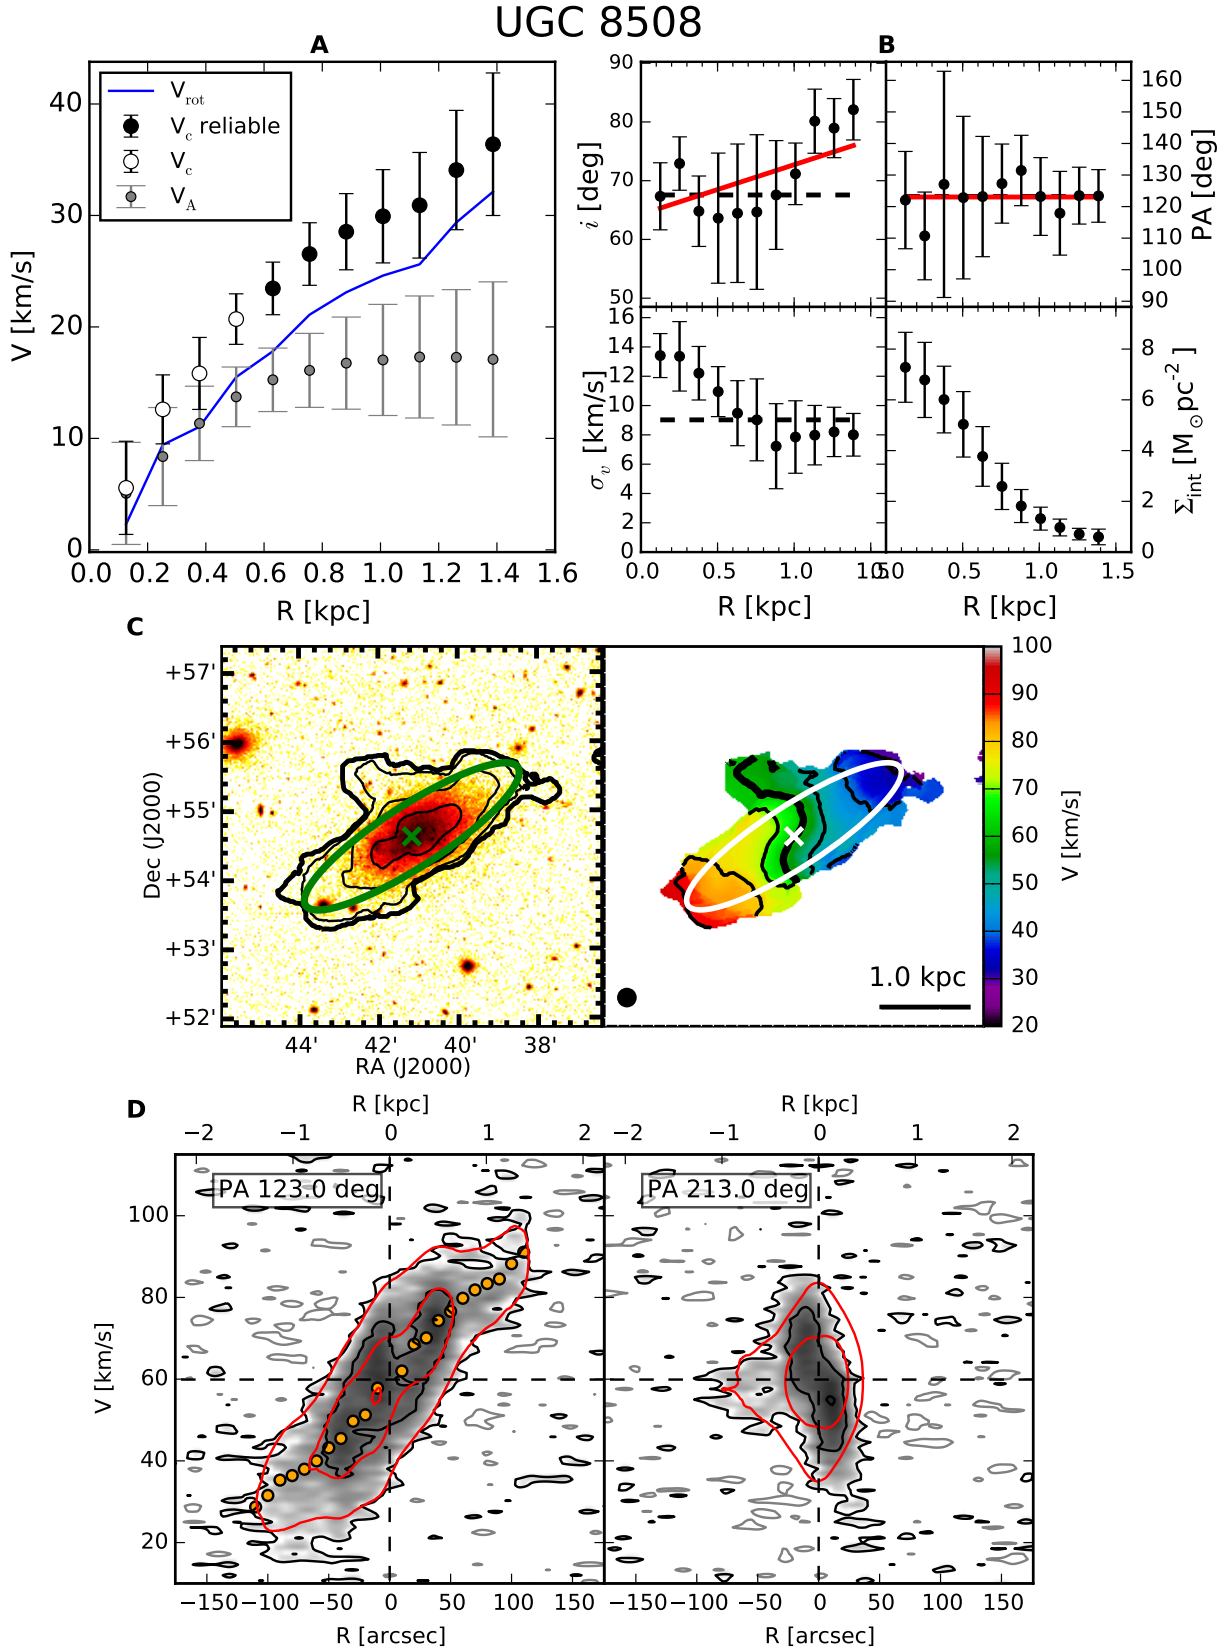 UGC 8508
A
B
V [km/s]
40
30
20
10
0
V_rot
V_c reliable
V_c
V_A
0.0 0.2 0.4 0.6 0.8 1.0 1.2 1.4 1.6
R [kpc]
i [deg]
90
80
70
60
50
PA [deg]
160
150
140
130
120
110
100
90
σ_v [km/s]
16
14
12
10
8
6
4
2
0
Σ_int [M_⊙pc^-2]
8
6
4
2
0
0.5 1.0 0.5 1.0 1.5
R [kpc] R [kpc]
C
Dec (J2000)
+57'
+56'
+55'
+54'
+53'
+52'
44' 42' 40' 38'
RA (J2000)
1.0 kpc
V [km/s]
100
90
80
70
60
50
40
30
20
D
R [kpc] R [kpc]
−2 −1 0 1 2 −2 −1 0 1 2
PA 123.0 deg PA 213.0 deg
V [km/s]
100
80
60
40
20
−150 −100 −50 0 50 100 150 −150 −100 −50 0 50 100 150
R [arcsec] R [arcsec]